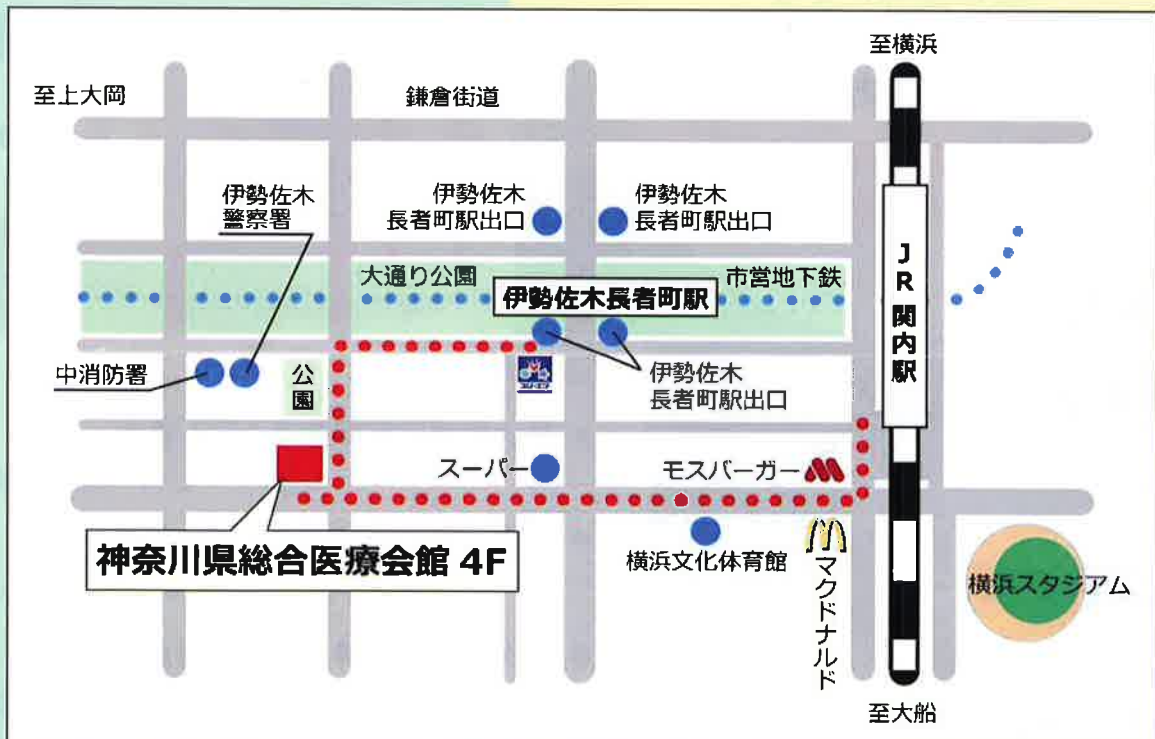 至横浜
至上大岡
鎌倉街道
伊勢佐木
警察署
伊勢佐木
長者町駅出口
伊勢佐木
長者町駅出口
大通り公園
市営地下鉄
伊勢佐木長者町駅
JR関内駅
中消防署
公園
伊勢佐木
長者町駅出口
スーパー
モスバーガー
神奈川県総合医療会館 4F
横浜文化体育館
マクドナルド
横浜スタジアム
至大船